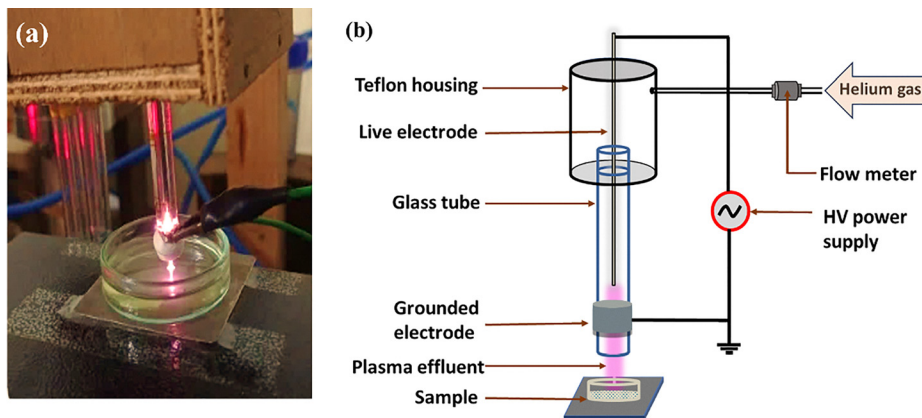 (a)
(b)
Teflon housing
Live electrode
Glass tube
Grounded
electrode
Plasma effluent
Sample
Helium gas
Flow meter
HV power
supply